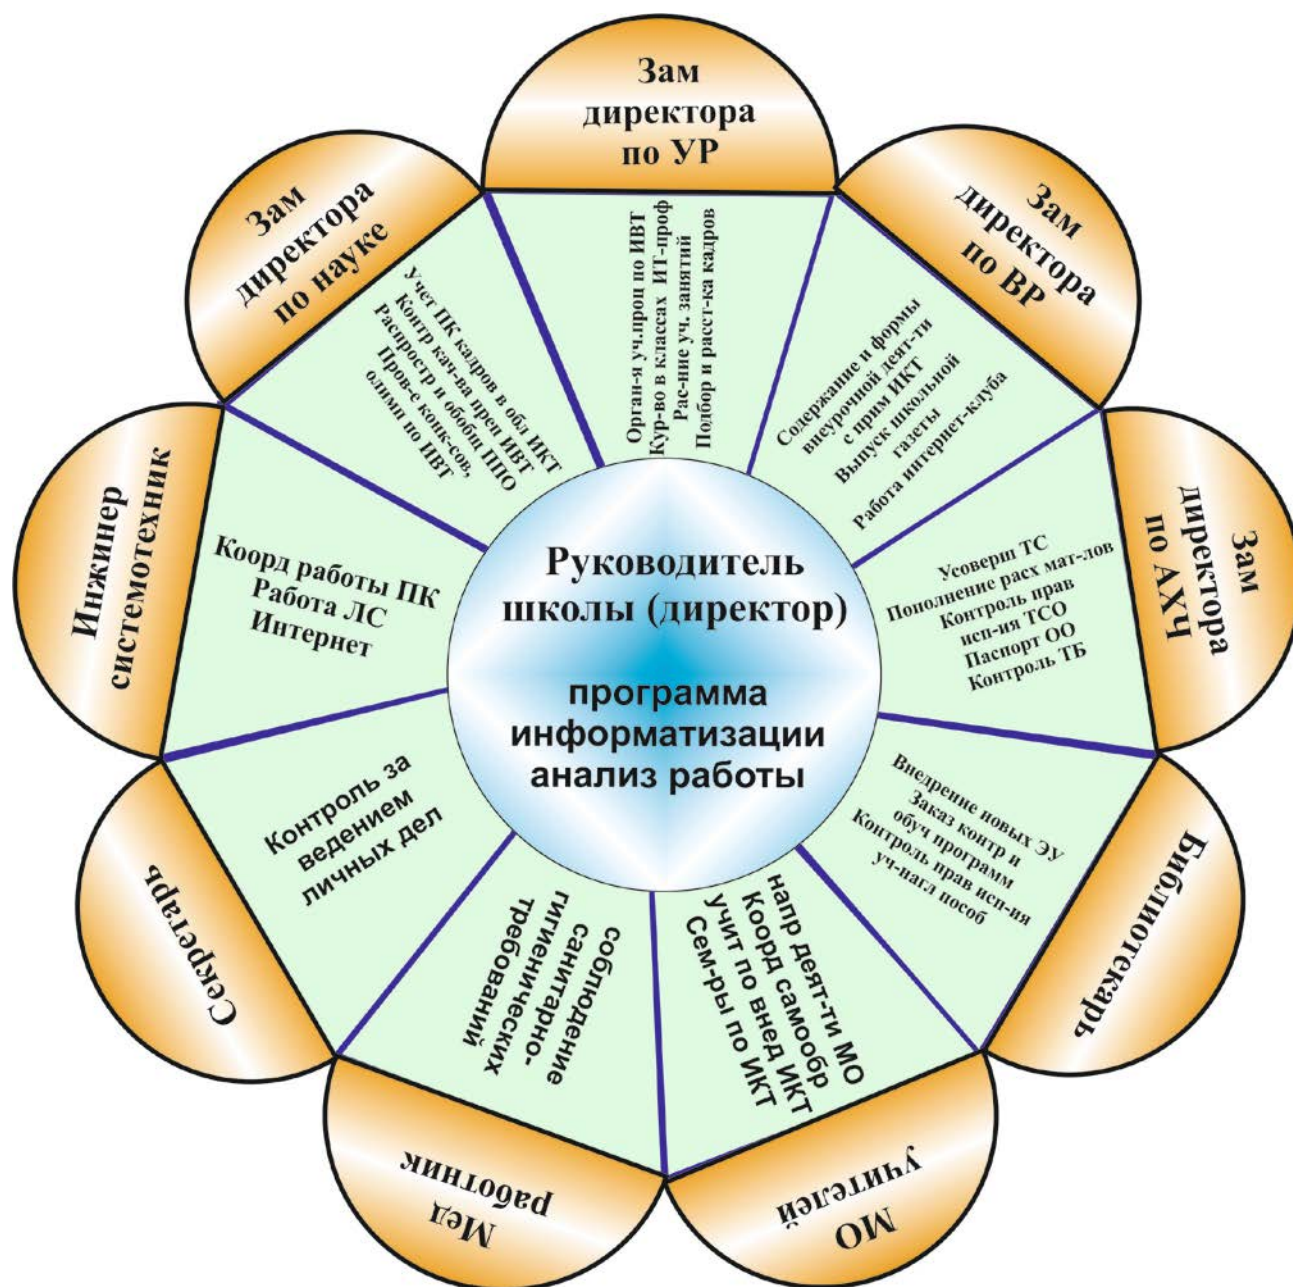 Зам
директора
по УР
Орган-я уч.проц по ИВТ
Кур-во в классах ИТ-проф
Рас-ние уч. занятий
Подбор и расст-ка кадров
Зам
директора
по ВР
Содержание и формы
внеурочной деят-ти
с прим ИКТ
Выпуск школьной
газеты
Работа интернет-клуба
Зам
директора
по АХЧ
Усоверш ТС
Пополнение расх мат-лов
Контроль прав
исп-ия ТСО
Паспорт ОО
Контроль ТБ
Библиотекарь
Внедрение новых ЭУ
Заказ контр и
обуч программ
Контроль прав исп-ия
уч-нагл пособ
МО
учителей
напр деят-ти МО
Коорд самообр
учит по внед ИКТ
Сем-ры по ИКТ
Мед
работник
соблюдение
санитарно-
гигиенических
требований
Секретарь
Контроль за
ведением
личных дел
Инжинер
системотехник
Коорд работы ПК
Работа ЛС
Интернет
Зам
директора
по науке
Учет ПК кадров в обл ИКТ
Контр кач-ва преп ИВТ
Распростр и обобщ ППО
Пров-е конк-сов,
олимп по ИВТ
Руководитель
школы (директор)
программа
информатизации
анализ работы